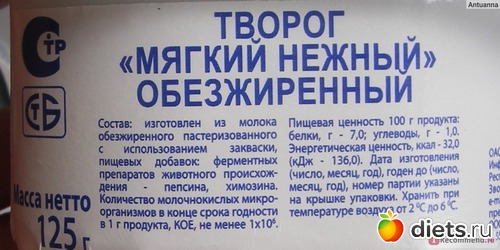 Antuanna
ТВОРОГ
«МЯГКИЙ НЕЖНЫЙ»
ОБЕЗЖИРЕННЫЙ
СТР
СТБ
Масса нетто
125 г
Состав: изготовлен из молока
обезжиренного пастеризованного
с использованием закваски,
пищевых добавок: ферментных
препаратов животного происхож-
дения - пепсина, химозина.
Количество молочнокислых микро-
организмов в конце срока годности
в 1 г продукта, КОЕ, не менее 1х10⁶.
Пищевая ценность 100 г продукта:
белки, г - 7,0; углеводы, г - 1,0.
Энергетическая ценность, ккал - 32,0
(кДж - 136,0). Дата изготовления
(число, месяц, год), годен до (число,
месяц, год), номер партии указаны
на крышке упаковки. Хранить при
температуре воздуха от 2°С до 6°С.
ОАО
diets.ru